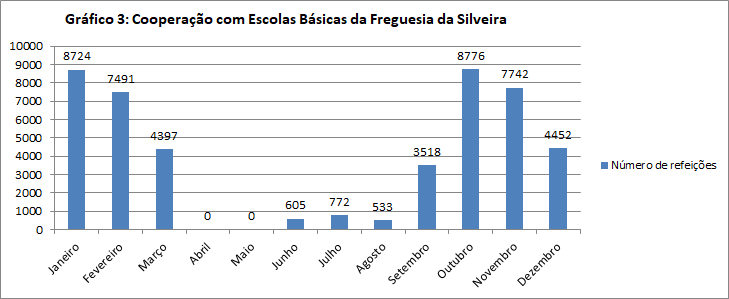 Gráfico 3: Cooperação com Escolas Básicas da Freguesia da Silveira
10000
9000
8000
7000
6000
5000
4000
3000
2000
1000
0
8724
7491
4397
0
0
605
772
533
3518
8776
7742
4452
Janeiro
Fevereiro
Março
Abril
Maio
Junho
Julho
Agosto
Setembro
Outubro
Novembro
Dezembro
Número de refeições